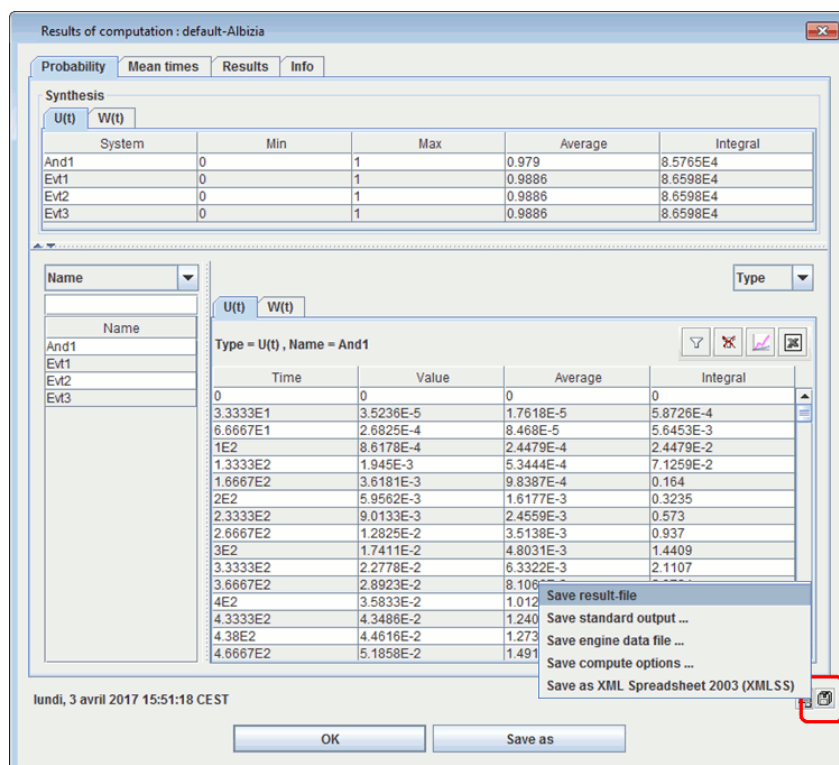 Results of computation : default-Albizia
Probability Mean times Results Info
Synthesis
U(t) W(t)
System Min Max Average Integral
And1 0 1 0.979 8.5765E4
Evt1 0 1 0.9886 8.6598E4
Evt2 0 1 0.9886 8.6598E4
Evt3 0 1 0.9886 8.6598E4
Name Type
U(t) W(t)
Name
And1
Evt1
Evt2
Evt3
Type = U(t) , Name = And1
Time Value Average Integral
0 0 0 0
3.3333E1 3.5236E-5 1.7618E-5 5.8726E-4
6.6667E1 2.6825E-4 8.468E-5 5.6453E-3
1E2 8.6178E-4 2.4479E-4 2.4479E-2
1.3333E2 1.945E-3 5.3444E-4 7.1259E-2
1.6667E2 3.6181E-3 9.8387E-4 0.164
2E2 5.9562E-3 1.6177E-3 0.3235
2.3333E2 9.0133E-3 2.4559E-3 0.573
2.6667E2 1.2825E-2 3.5138E-3 0.937
3E2 1.7411E-2 4.8031E-3 1.4409
3.3333E2 2.2778E-2 6.3322E-3 2.1107
3.6667E2 2.8923E-2
4E2 3.5833E-2 1.012
4.3333E2 4.3486E-2 1.240
4.38E2 4.4616E-2 1.273
4.6667E2 5.1858E-2 1.491
Save result-file
Save standard output ...
Save engine data file ...
Save compute options ...
Save as XML Spreadsheet 2003 (XMLSS)
lundi, 3 avril 2017 15:51:18 CEST
OK Save as